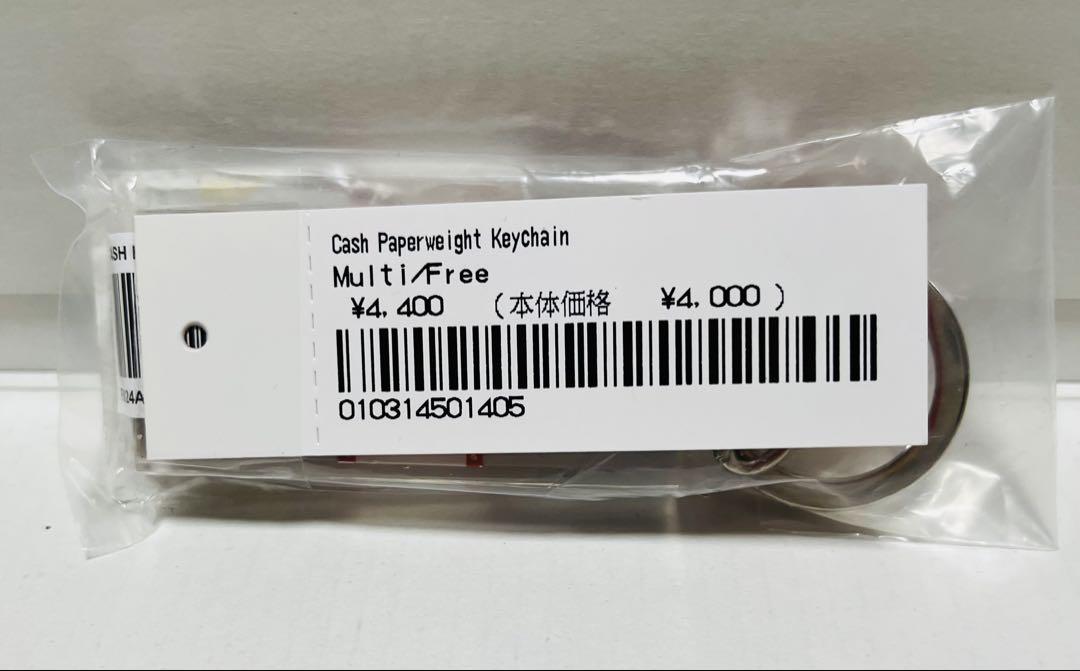 Cash Paperweight Keychain
Multi/Free
¥4,400 (本体価格 ¥4,000 )
010314501405